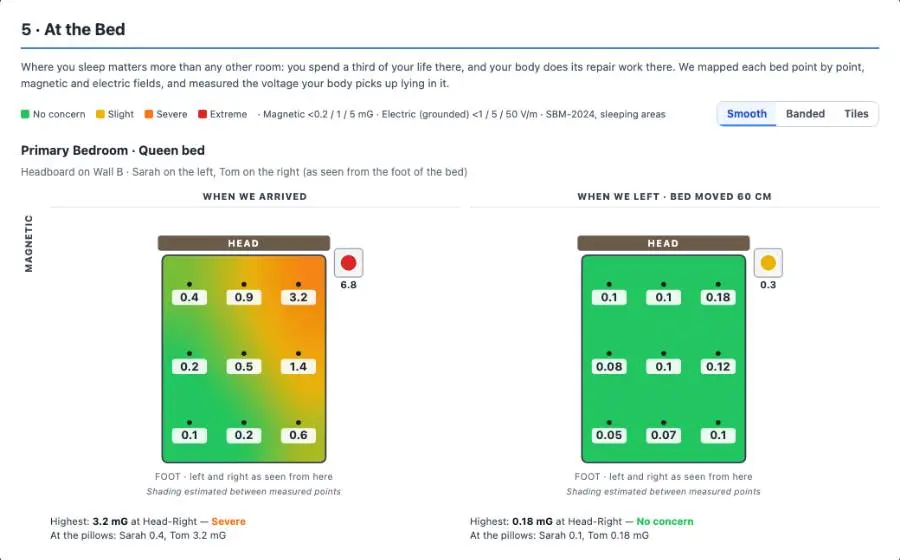 5 · At the Bed
Where you sleep matters more than any other room: you spend a third of your life there, and your body does its repair work there. We mapped each bed point by point,
magnetic and electric fields, and measured the voltage your body picks up lying in it.
No concern Slight Severe Extreme · Magnetic <0.2 / 1 / 5 mG · Electric (grounded) <1 / 5 / 50 V/m · SBM-2024, sleeping areas
Smooth Banded Tiles
Primary Bedroom · Queen bed
Headboard on Wall B · Sarah on the left, Tom on the right (as seen from the foot of the bed)
WHEN WE ARRIVED
MAGNETIC
HEAD
6.8
0.4 0.9 3.2
0.2 0.5 1.4
0.1 0.2 0.6
FOOT · left and right as seen from here
Shading estimated between measured points
Highest: 3.2 mG at Head-Right — Severe
At the pillows: Sarah 0.4, Tom 3.2 mG
WHEN WE LEFT · BED MOVED 60 CM
HEAD
0.3
0.1 0.1 0.18
0.08 0.1 0.12
0.05 0.07 0.1
FOOT · left and right as seen from here
Shading estimated between measured points
Highest: 0.18 mG at Head-Right — No concern
At the pillows: Sarah 0.1, Tom 0.18 mG